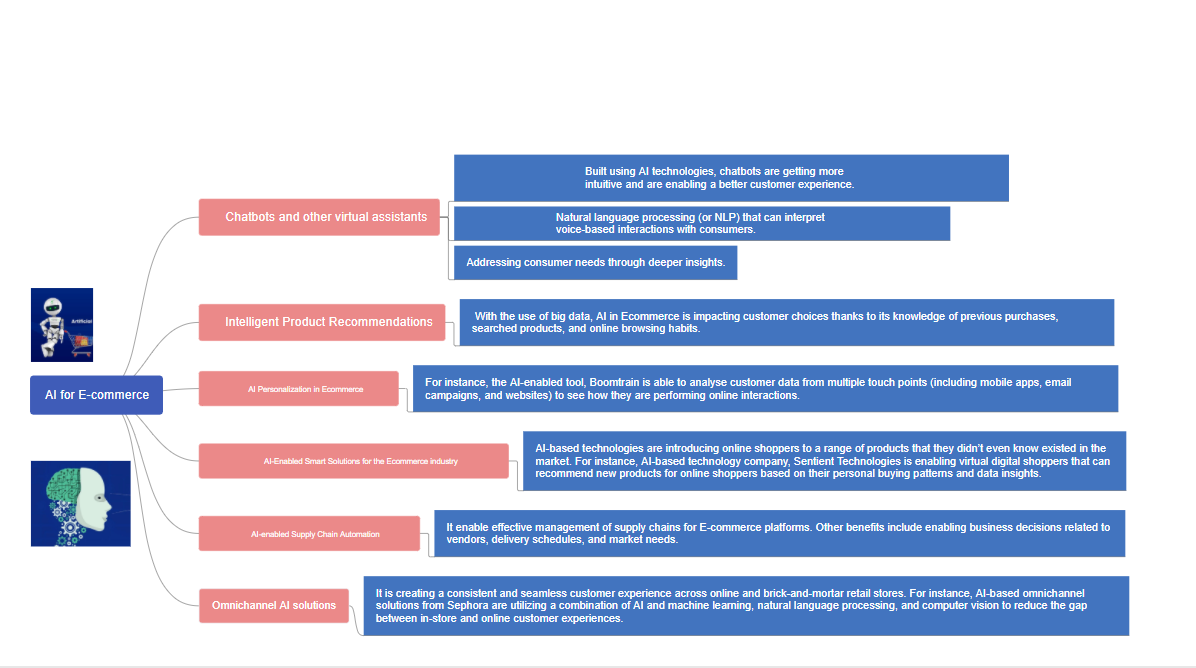 Built using AI technologies, chatbots are getting more
intuitive and are enabling a better customer experience.
Chatbots and other virtual assistants
Natural language processing (or NLP) that can interpret
voice-based interactions with consumers.
Addressing consumer needs through deeper insights.
Artificial
Intelligent Product Recommendations
With the use of big data, AI in Ecommerce is impacting customer choices thanks to its knowledge of previous purchases,
searched products, and online browsing habits.
AI for E-commerce
AI Personalization in Ecommerce
For instance, the AI-enabled tool, Boomtrain is able to analyse customer data from multiple touch points (including mobile apps, email
campaigns, and websites) to see how they are performing online interactions.
AI-Enabled Smart Solutions for the Ecommerce industry
AI-based technologies are introducing online shoppers to a range of products that they didn't even know existed in the
market. For instance, AI-based technology company, Sentient Technologies is enabling virtual digital shoppers that can
recommend new products for online shoppers based on their personal buying patterns and data insights.
AI-enabled Supply Chain Automation
It enable effective management of supply chains for E-commerce platforms. Other benefits include enabling business decisions related to
vendors, delivery schedules, and market needs.
Omnichannel AI solutions
It is creating a consistent and seamless customer experience across online and brick-and-mortar retail stores. For instance, AI-based omnichannel
solutions from Sephora are utilizing a combination of AI and machine learning, natural language processing, and computer vision to reduce the gap
between in-store and online customer experiences.